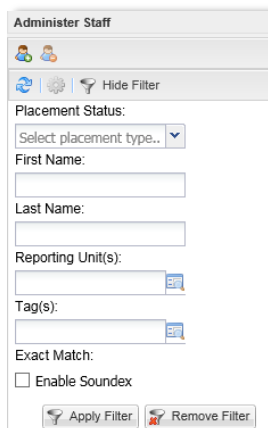 Administer Staff
Hide Filter
Placement Status:
Select placement type..
First Name:
Last Name:
Reporting Unit(s):
Tag(s):
Exact Match:
Enable Soundex
Apply Filter Remove Filter